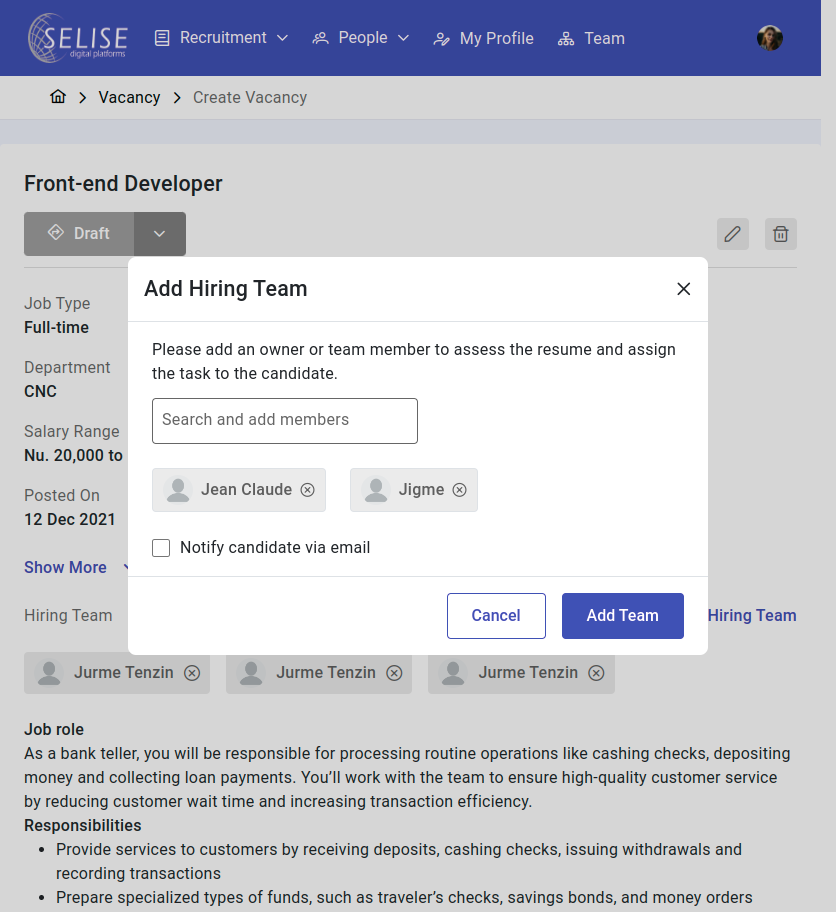 SELISE
digital platforms
Recruitment
People
My Profile
Team
Vacancy
Create Vacancy
Front-end Developer
Draft
Add Hiring Team
Job Type
Full-time
Please add an owner or team member to assess the resume and assign
the task to the candidate.
Department
CNC
Search and add members
Salary Range
Nu. 20,000 to
Jean Claude
Jigme
Posted On
12 Dec 2021
Notify candidate via email
Show More
Cancel
Add Team
Hiring Team
Hiring Team
Jurme Tenzin
Jurme Tenzin
Jurme Tenzin
Job role
As a bank teller, you will be responsible for processing routine operations like cashing checks, depositing
money and collecting loan payments. You’ll work with the team to ensure high-quality customer service
by reducing customer wait time and increasing transaction efficiency.
Responsibilities
• Provide services to customers by receiving deposits, cashing checks, issuing withdrawals and
recording transactions
• Prepare specialized types of funds, such as traveler’s checks, savings bonds, and money orders